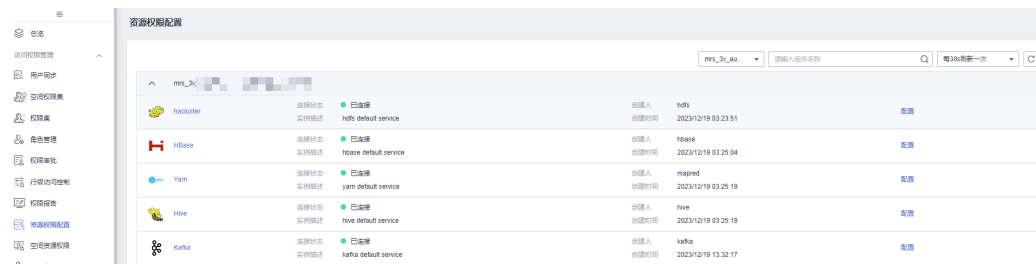 总览
访问权限管理
用户同步
空间权限集
权限集
角色管理
权限审批
行级访问控制
权限报告
资源权限配置
空间资源权限
资源权限配置
mrs_3x_au...
请输入组件名称
每30s刷新一次
mrs_3x
hacluster
连接状态 已连接
实例描述 hdfs default service
创建人 hdfs
创建时间 2023/12/19 03:23:51
配置
HBase
连接状态 已连接
实例描述 hbase default service
创建人 hbase
创建时间 2023/12/19 03:25:04
配置
Yarn
连接状态 已连接
实例描述 yarn default service
创建人 mapred
创建时间 2023/12/19 03:25:19
配置
Hive
连接状态 已连接
实例描述 hive default service
创建人 hive
创建时间 2023/12/19 03:25:19
配置
Kafka
连接状态 已连接
实例描述 kafka default service
创建人 kafka
创建时间 2023/12/19 13:32:17
配置